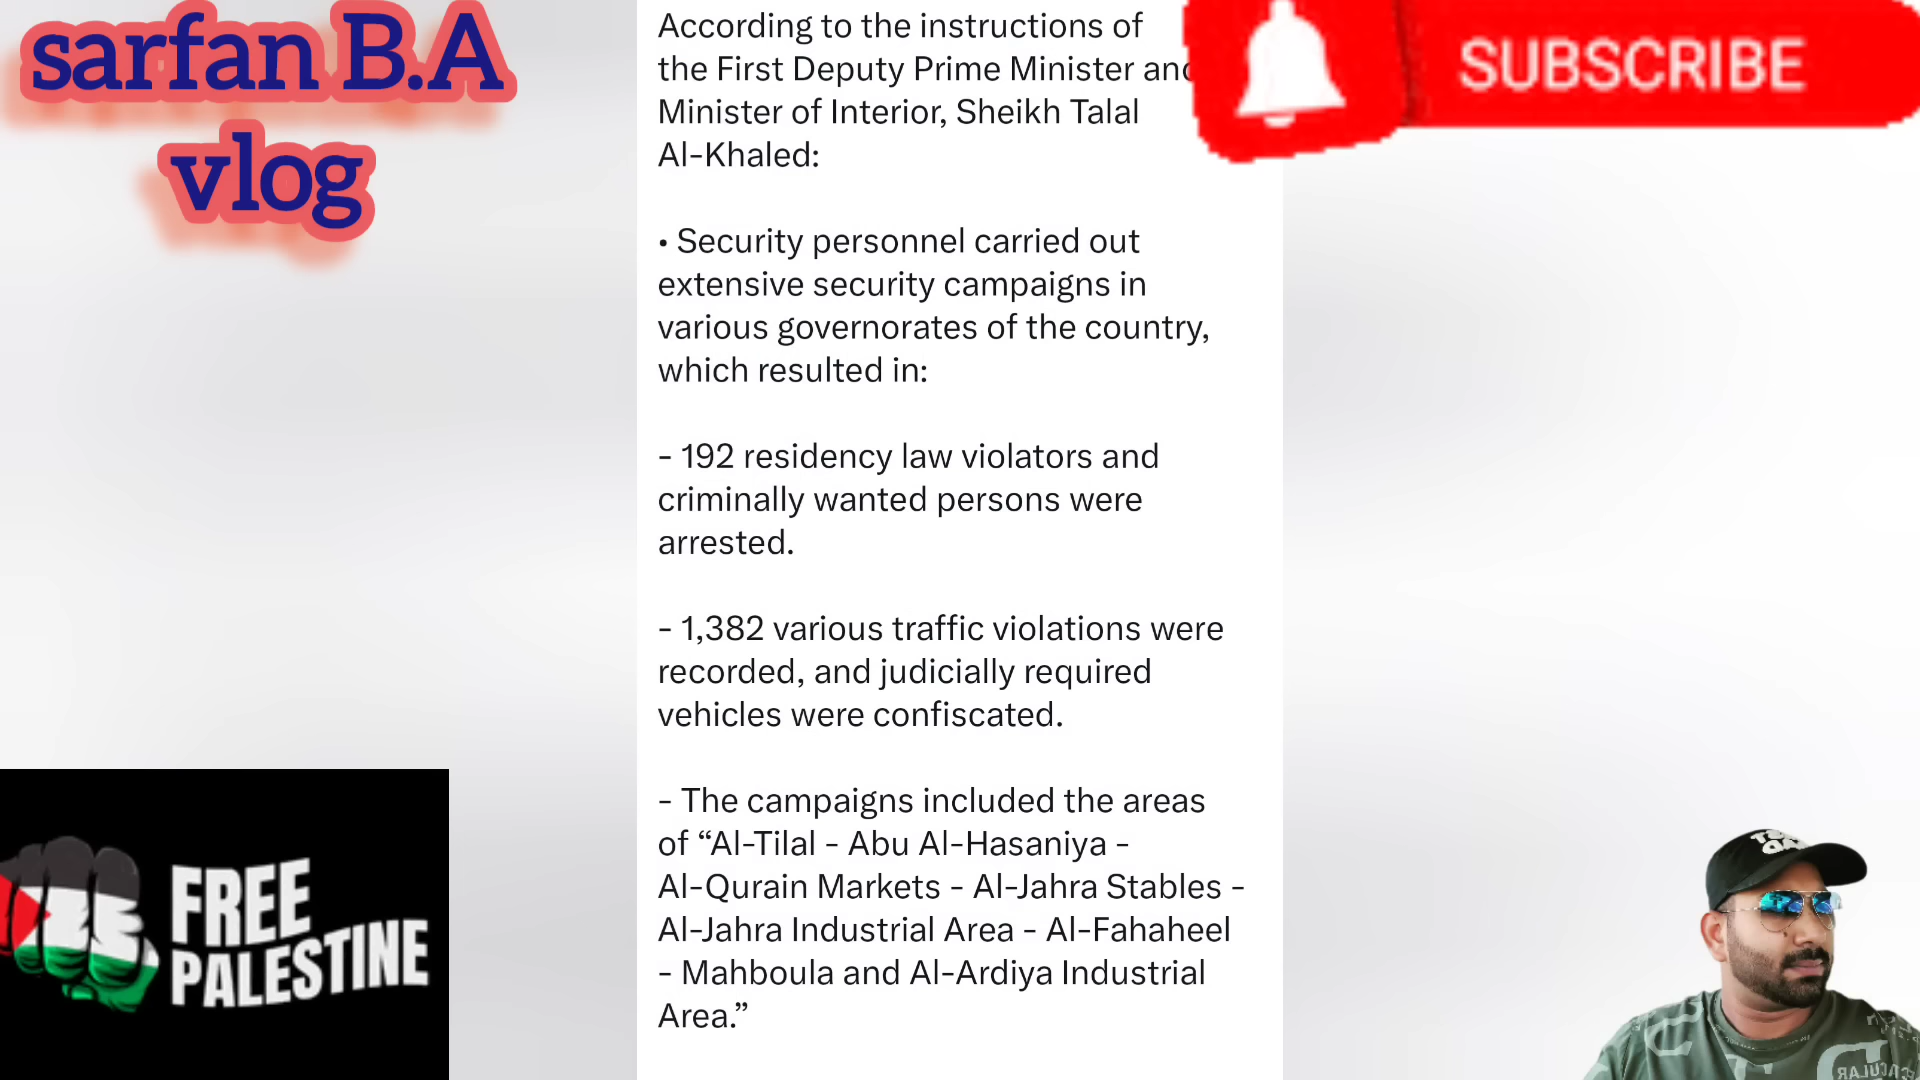 sarfan B.A
vlog
According to the instructions of
the First Deputy Prime Minister and
Minister of Interior, Sheikh Talal
Al-Khaled:
• Security personnel carried out
extensive security campaigns in
various governorates of the country,
which resulted in:
- 192 residency law violators and
criminally wanted persons were
arrested.
- 1,382 various traffic violations were
recorded, and judicially required
vehicles were confiscated.
- The campaigns included the areas
of “Al-Tilal - Abu Al-Hasaniya -
Al-Qurain Markets - Al-Jahra Stables -
Al-Jahra Industrial Area - Al-Fahaheel
- Mahboula and Al-Ardiya Industrial
Area.”
SUBSCRIBE
FREE
PALESTINE